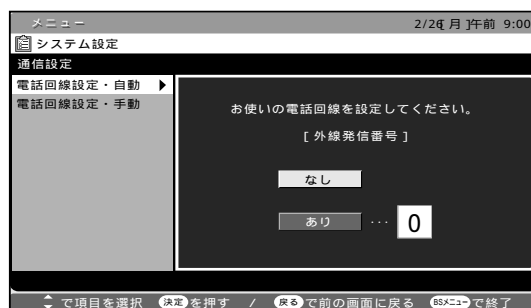 メニュー 2/26[月]午前 9:00
システム設定
通信設定
電話回線設定・自動
電話回線設定・手動
お使いの電話回線を設定してください。
[外線発信番号]
なし
あり ･･･ 0
で項目を選択 決定を押す / 戻るで前の画面に戻る BSメニューで終了